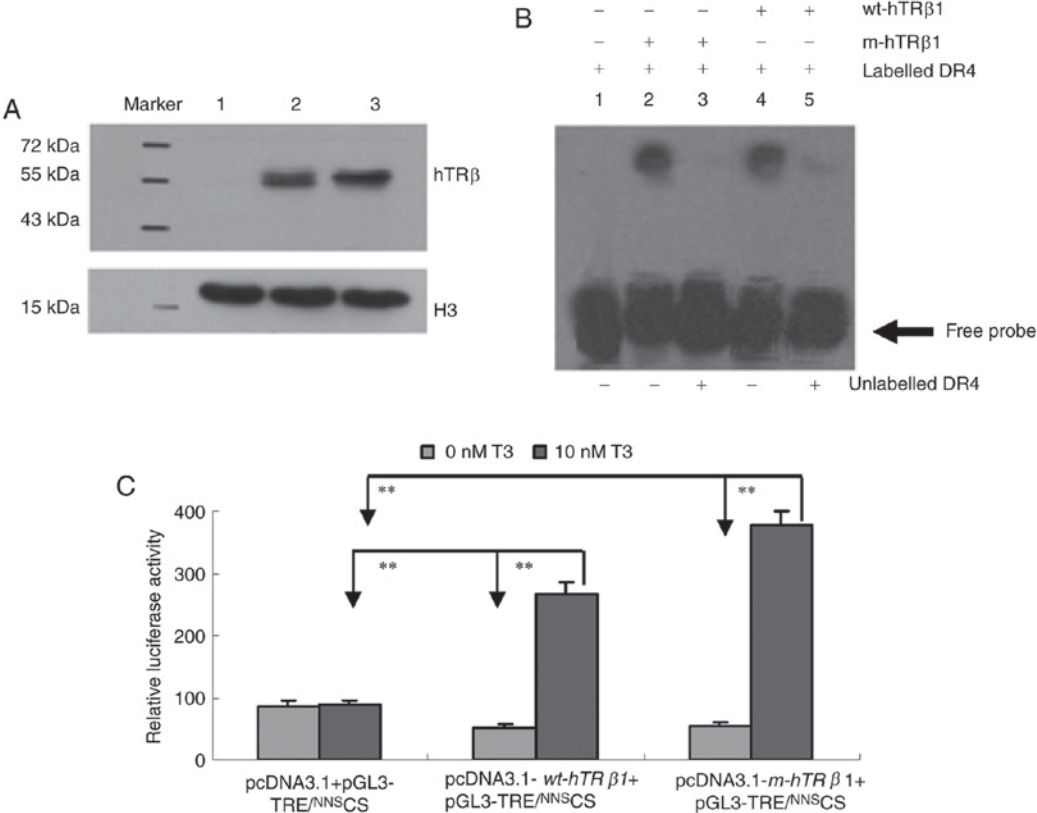 A
Marker 1 2 3
72 kDa
55 kDa
43 kDa
hTRβ
15 kDa
H3
B
– – – + + wt-hTRβ1
– + + – – m-hTRβ1
+ + + + + Labelled DR4
1 2 3 4 5
Free probe
– – + – + Unlabelled DR4
C
0 nM T3 10 nM T3
Relative luciferase activity
400
300
200
100
0
** **
** **
pcDNA3.1+pGL3-
TRE/NNSCS
pcDNA3.1- wt-hTR β1+
pGL3-TRE/NNSCS
pcDNA3.1-m-hTR β 1+
pGL3-TRE/NNSCS